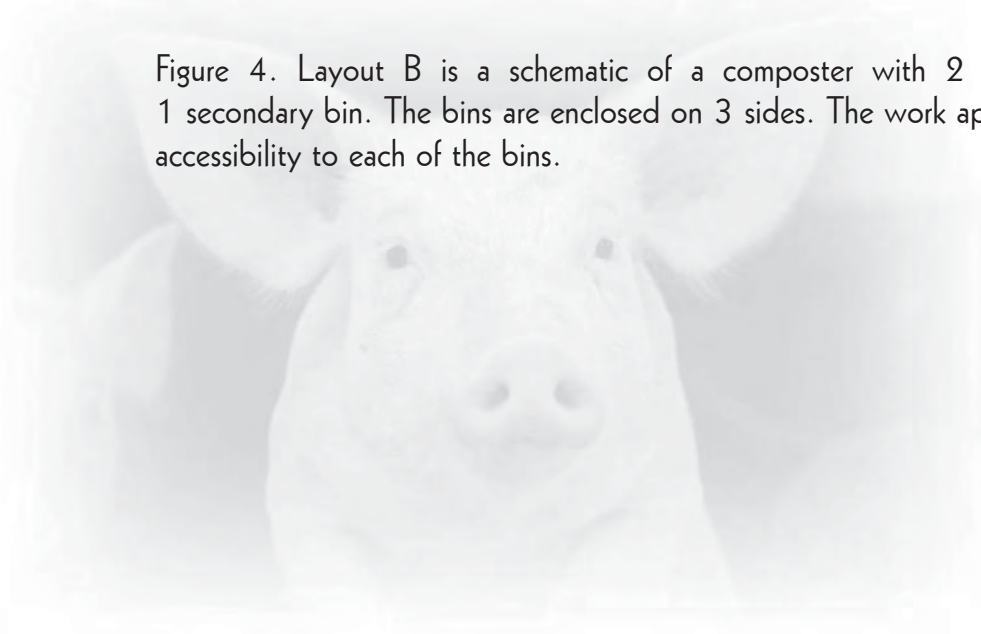 Figure 4. Layout B is a schematic of a composter with 2
1 secondary bin. The bins are enclosed on 3 sides. The work
accessibility to each of the bins.